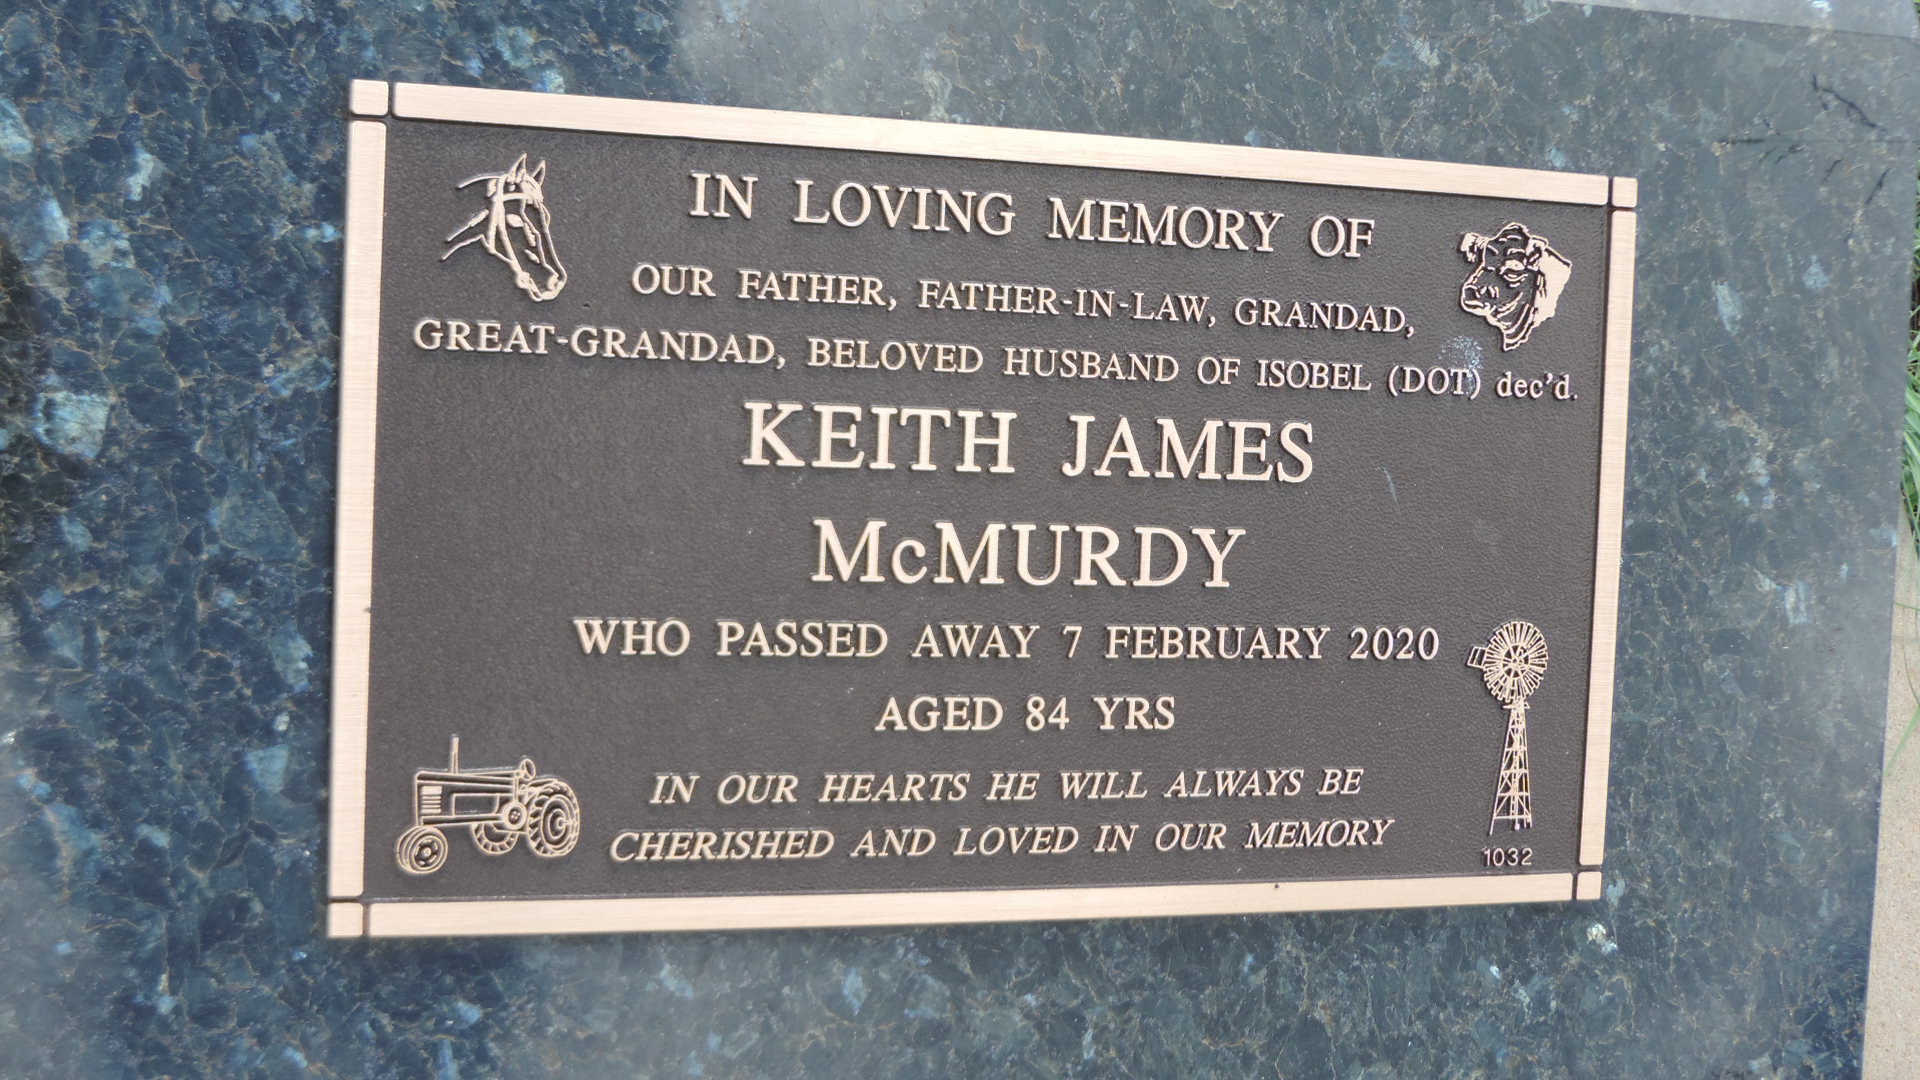 IN LOVING MEMORY OF
OUR FATHER, FATHER-IN-LAW, GRANDAD,
GREAT-GRANDAD, BELOVED HUSBAND OF ISOBEL (DOT) dec'd.
KEITH JAMES
McMURDY
WHO PASSED AWAY 7 FEBRUARY 2020
AGED 84 YRS
IN OUR HEARTS HE WILL ALWAYS BE
CHERISHED AND LOVED IN OUR MEMORY
1032